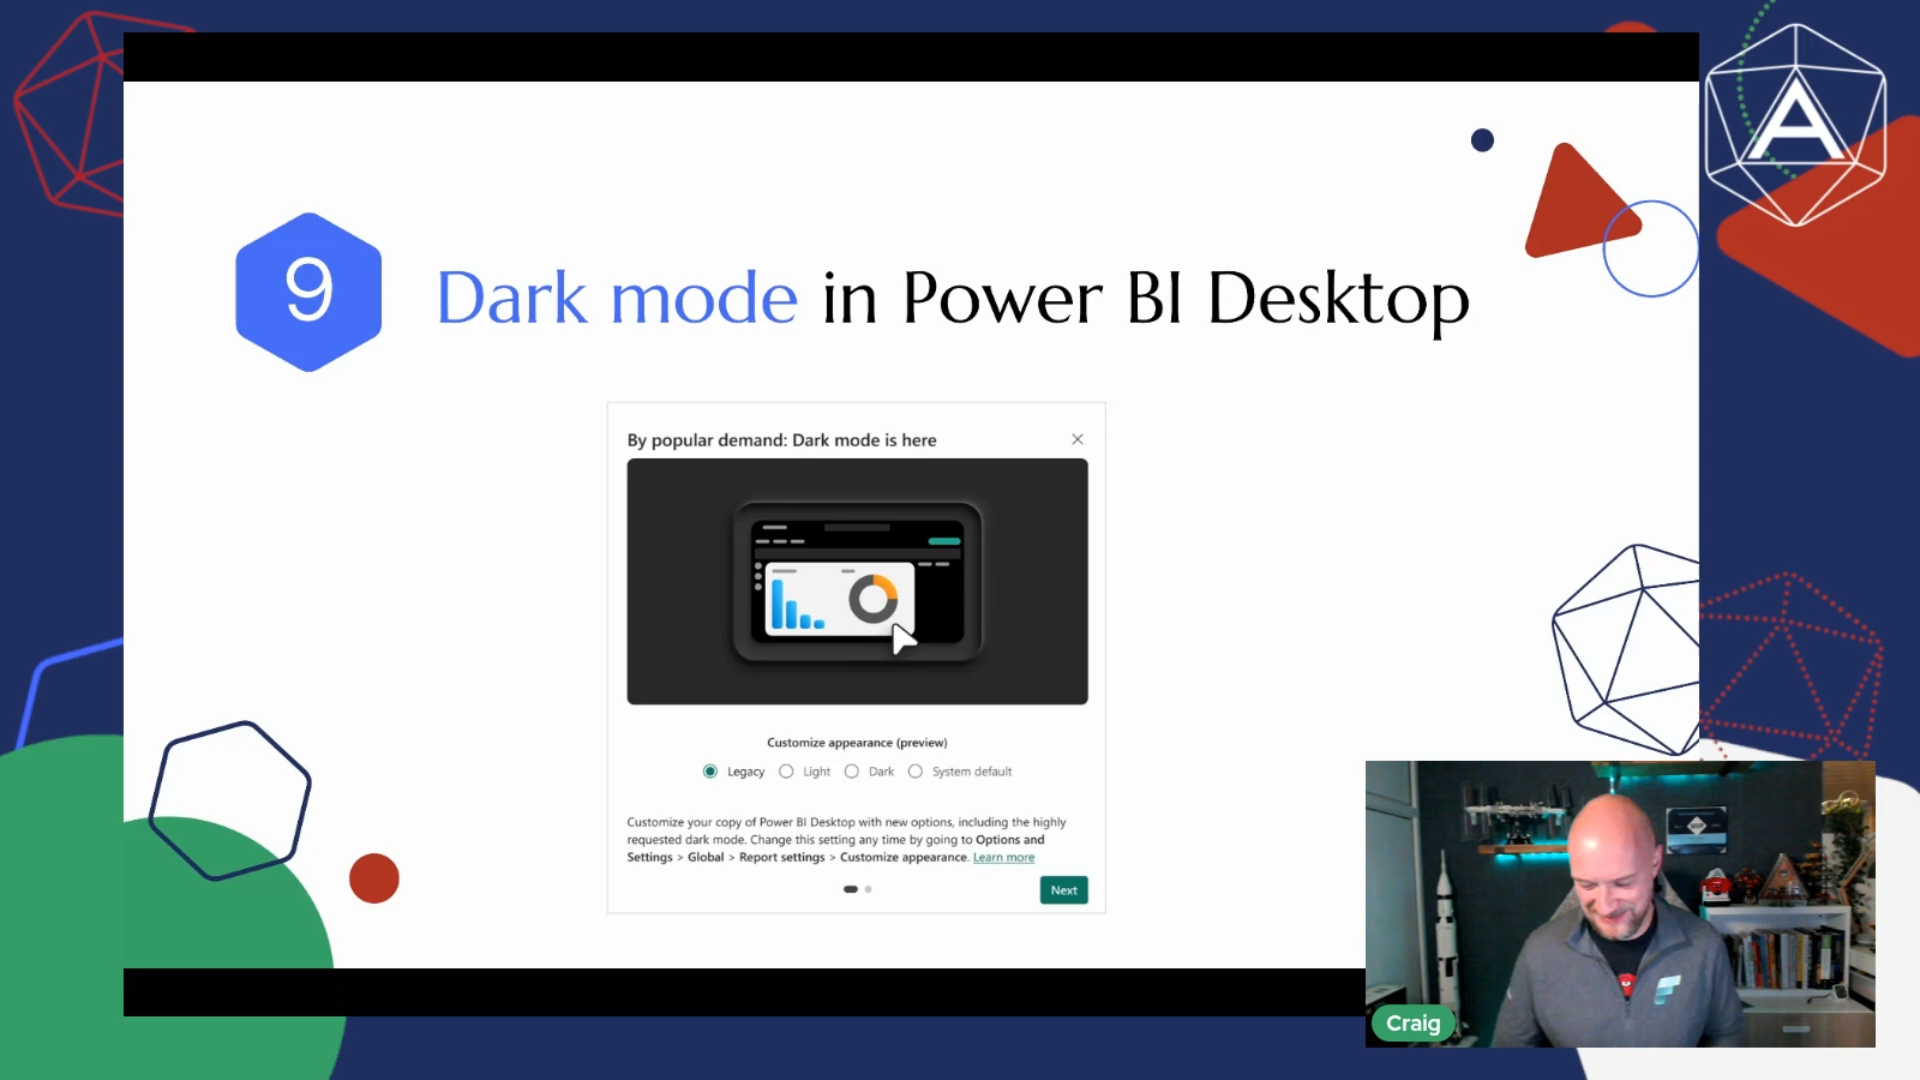 A
9
Dark mode in Power BI Desktop
By popular demand: Dark mode is here
Customize appearance (preview)
Legacy Light Dark System default
Customize your copy of Power BI Desktop with new options, including the highly
requested dark mode. Change this setting any time by going to Options and
Settings > Global > Report settings > Customize appearance. Learn more
Next
Craig